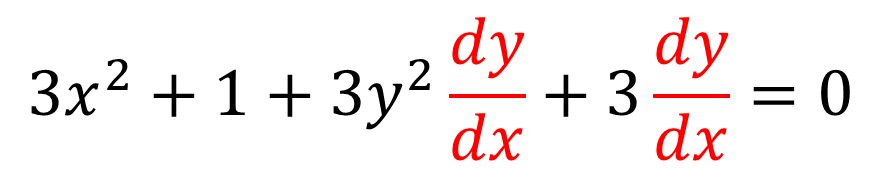 3x² + 1 + 3y² dy/dx + 3 dy/dx = 0